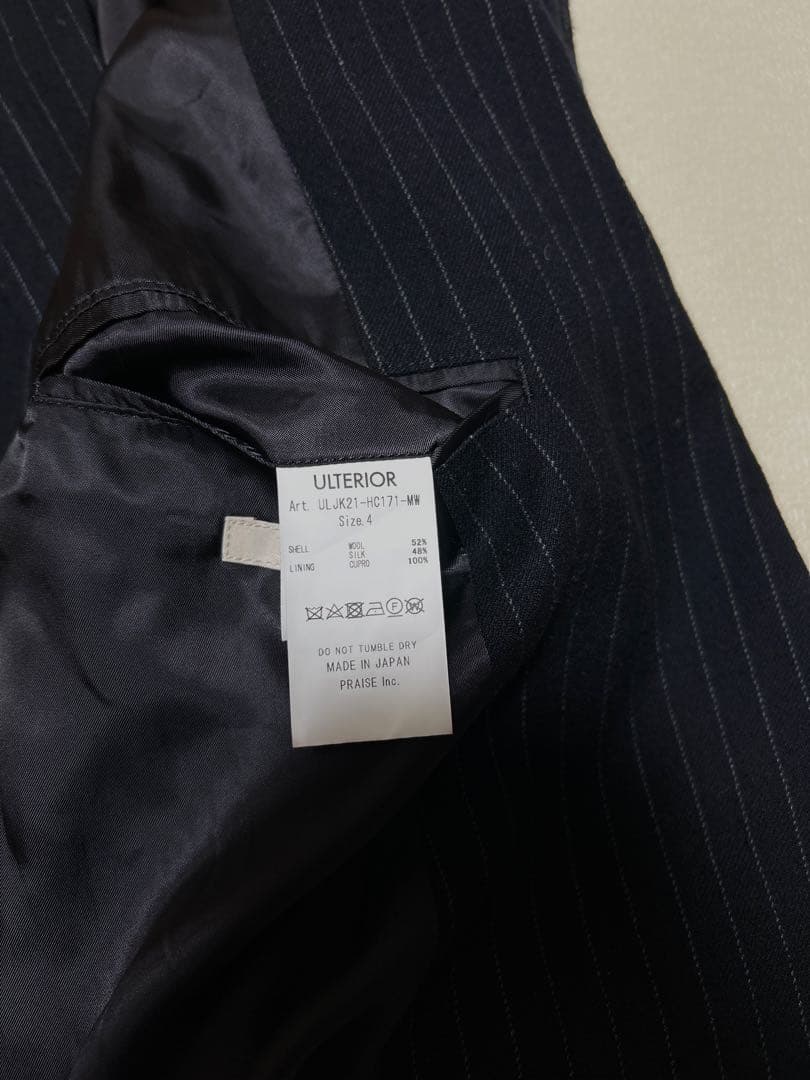 ULTERIOR
Art. ULJK21-HC171-MW
Size.4
SHELL WOOL 52%
SILK 48%
LINING CUPRO 100%
DO NOT TUMBLE DRY
MADE IN JAPAN
PRAISE Inc.